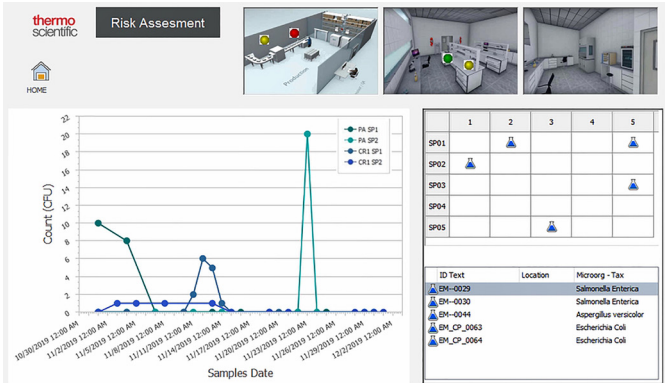 thermo
scientific
Risk Assesment
HOME
Production
22
20
18
16
14
12
10
8
6
4
2
0
Count (CFU)
PA SP1
PA SP2
CR1 SP1
CR1 SP2
10/30/2019 12:00 AM
11/2/2019 12:00 AM
11/5/2019 12:00 AM
11/8/2019 12:00 AM
11/11/2019 12:00 AM
11/14/2019 12:00 AM
11/17/2019 12:00 AM
11/20/2019 12:00 AM
11/23/2019 12:00 AM
11/26/2019 12:00 AM
11/29/2019 12:00 AM
12/2/2019 12:00 AM
Samples Date
1 2 3 4 5
SP01
SP02
SP03
SP04
SP05
ID Text Location Microorg - Tax
EM--0029 Salmonella Enterica
EM--0030 Salmonella Enterica
EM--0044 Aspergillus versicolor
EM_CP_0063 Escherichia Coli
EM_CP_0064 Escherichia Coli